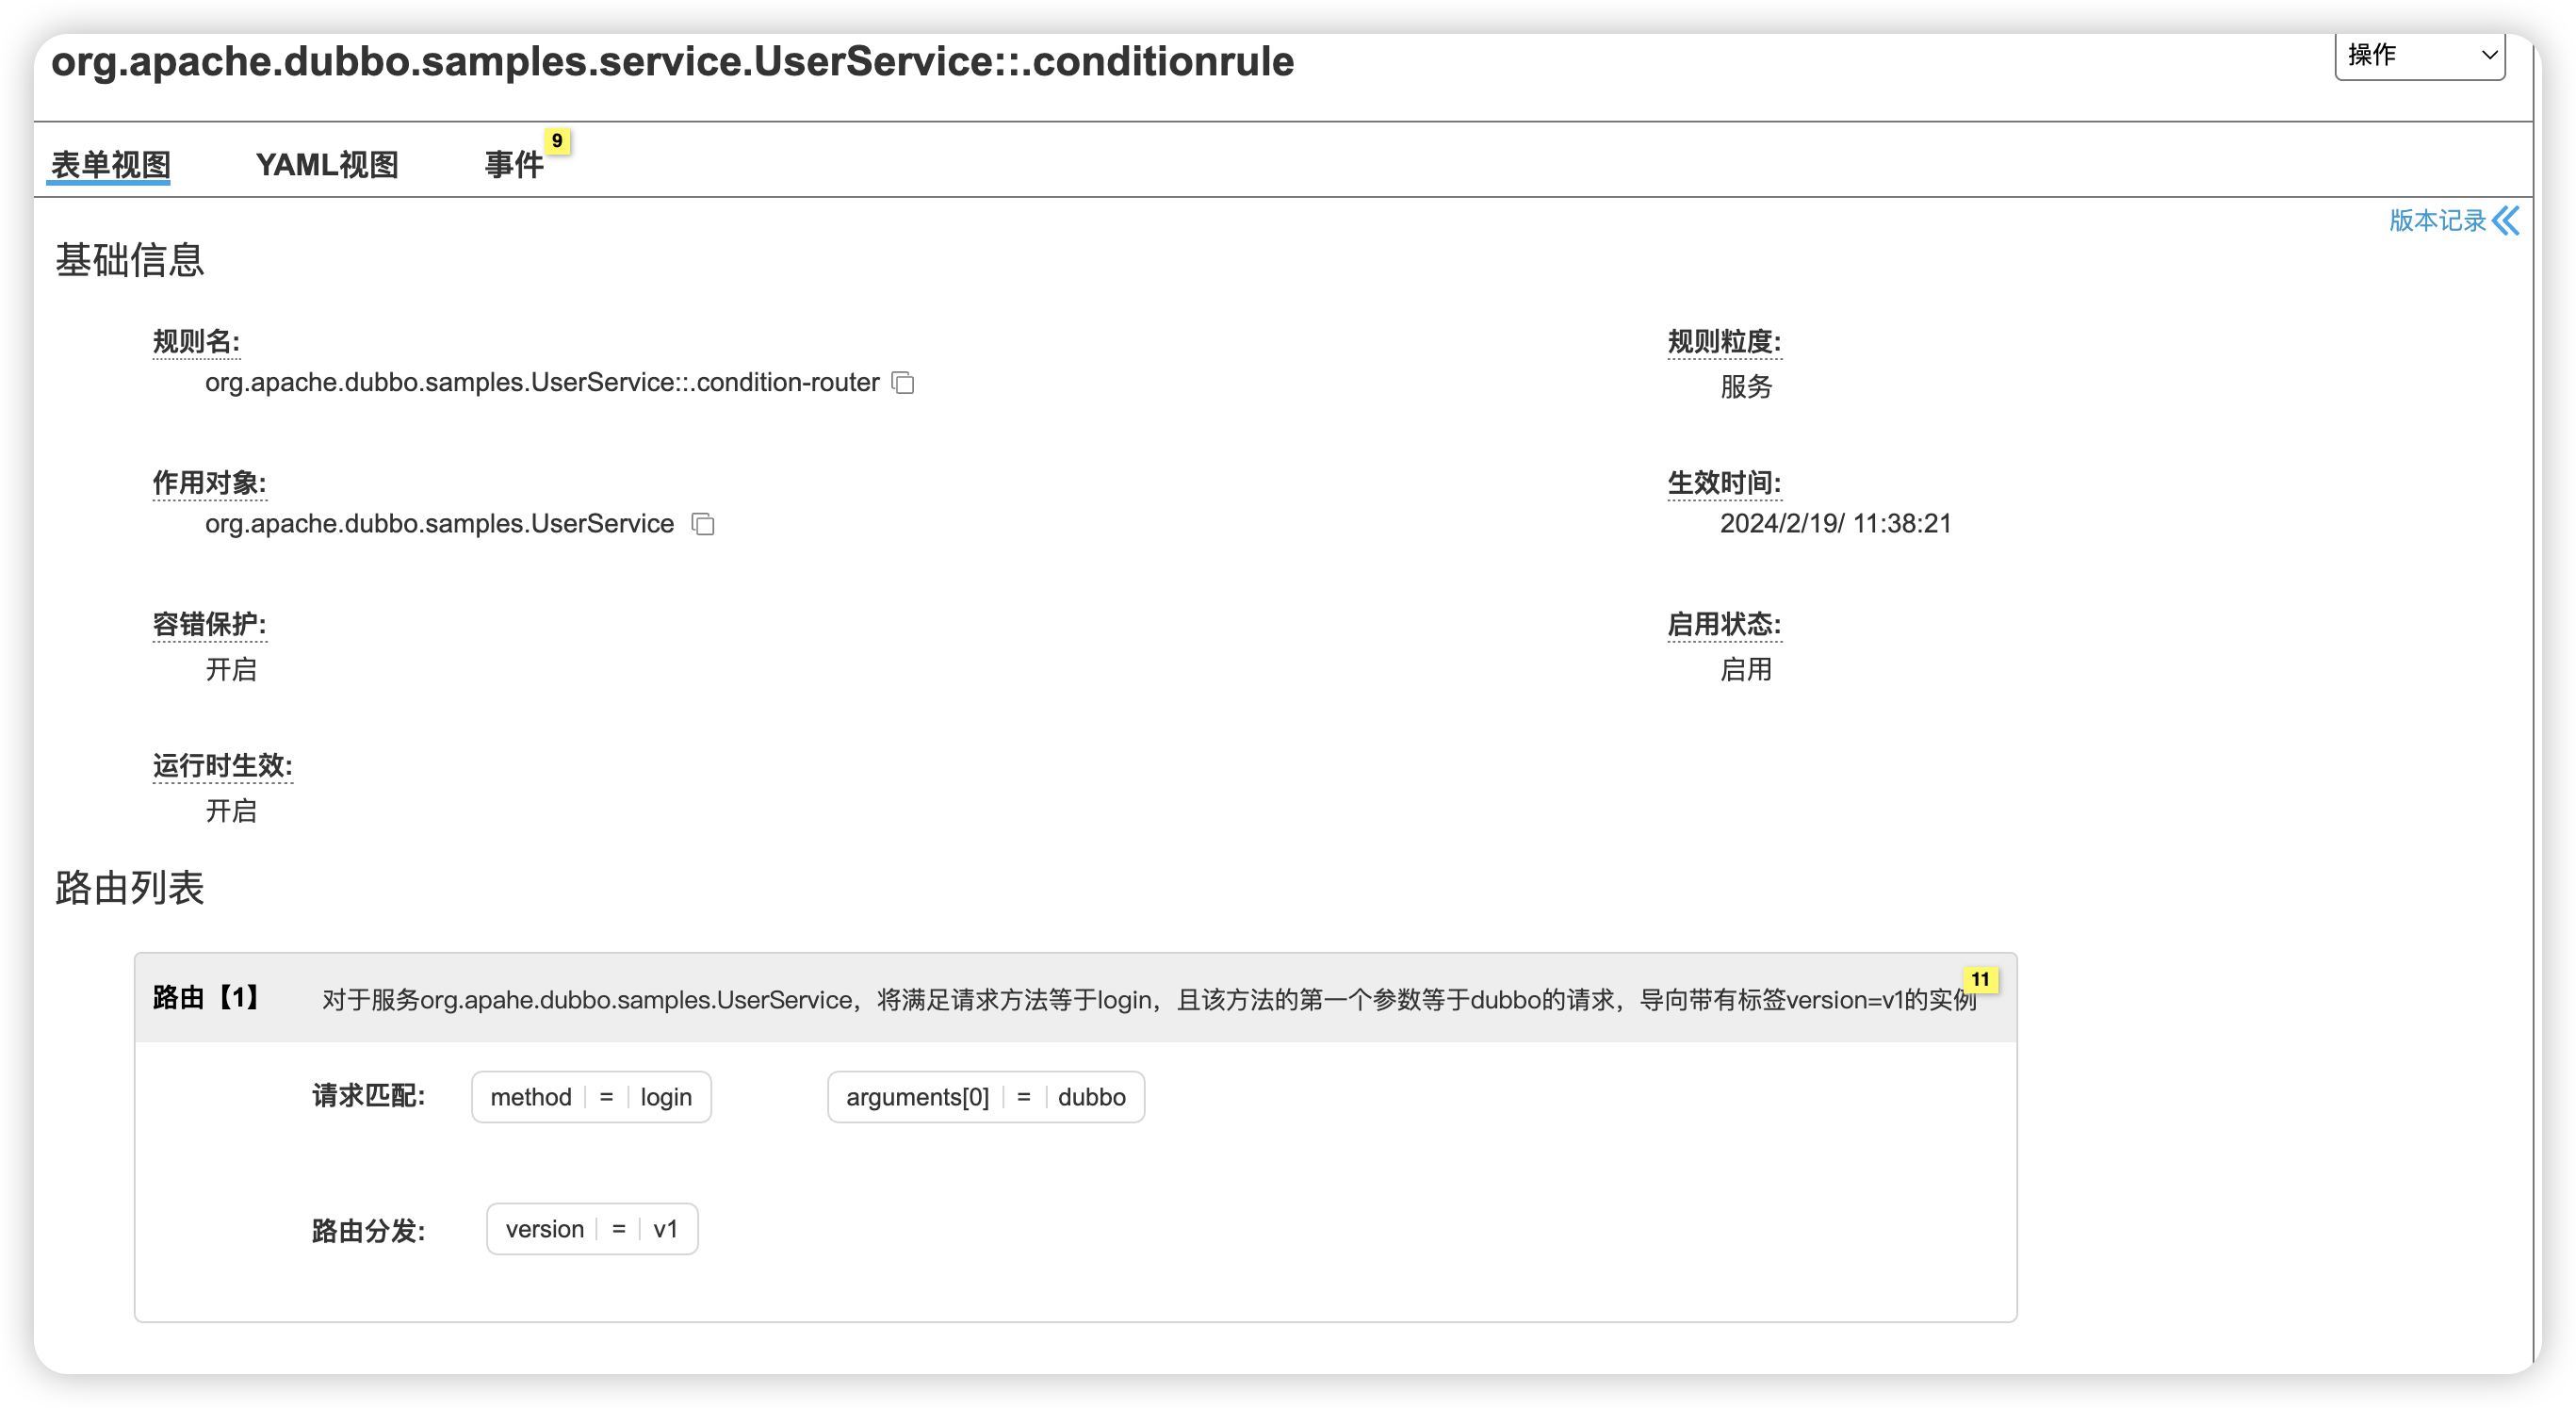 org.apache.dubbo.samples.service.UserService::.conditionrule
操作
表单视图 YAML视图 事件 9
版本记录
基础信息
规则名: 规则粒度:
org.apache.dubbo.samples.UserService::.condition-router 服务
作用对象: 生效时间:
org.apache.dubbo.samples.UserService 2024/2/19/ 11:38:21
容错保护: 启用状态:
开启 启用
运行时生效:
开启
路由列表
路由【1】 对于服务org.apahe.dubbo.samples.UserService，将满足请求方法等于login，且该方法的第一个参数等于dubbo的请求，导向带有标签version=v1的实例 11
请求匹配: method = login arguments[0] = dubbo
路由分发: version = v1